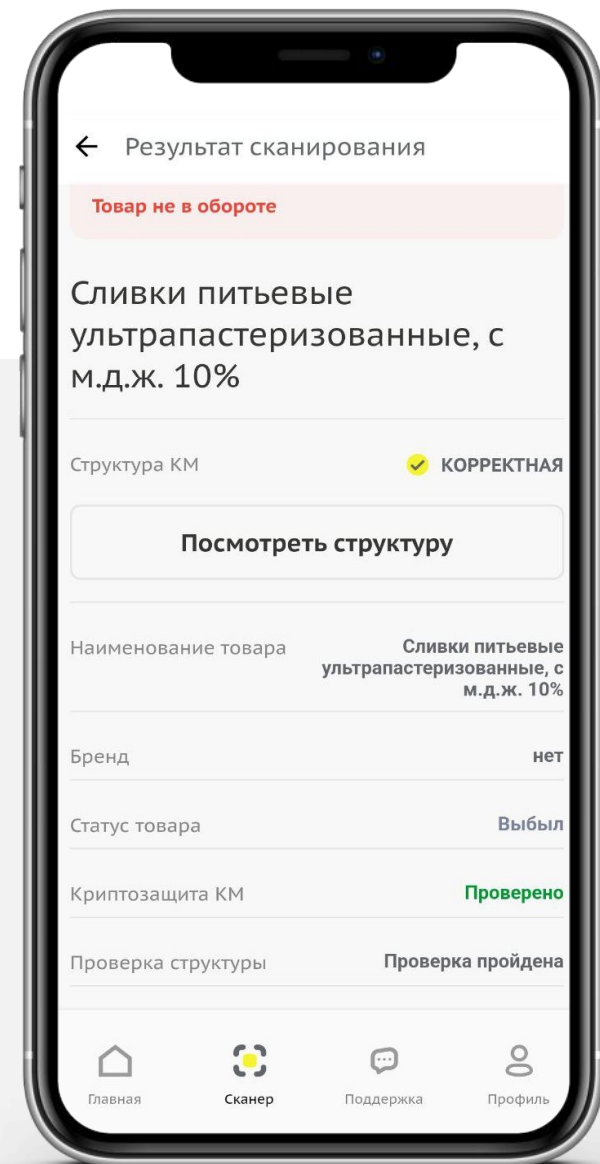 Результат сканирования
Товар не в обороте
Сливки питьевые
ультрапастеризованные, с
м.д.ж. 10%
Структура КМ
КОРРЕКТНАЯ
Посмотреть структуру
Наименование товара
Сливки питьевые
ультрапастеризованные, с
м.д.ж. 10%
Бренд
нет
Статус товара
Выбыл
Криптозащита КМ
Проверено
Проверка структуры
Проверка пройдена
Главная
Сканер
Поддержка
Профиль